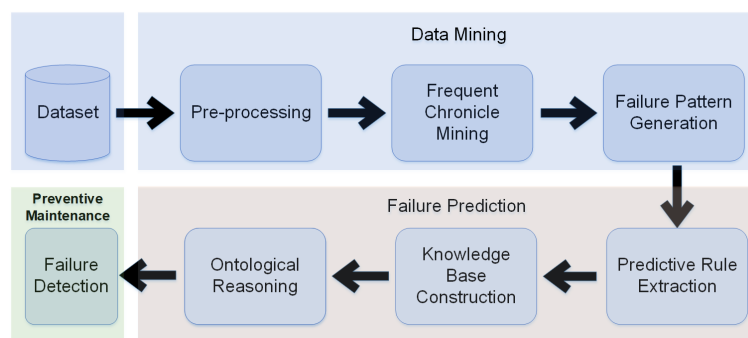 Data Mining
Dataset
Pre-processing
Frequent
Chronicle
Mining
Failure Pattern
Generation
Preventive
Maintenance
Failure Prediction
Failure
Detection
Ontological
Reasoning
Knowledge
Base
Construction
Predictive Rule
Extraction